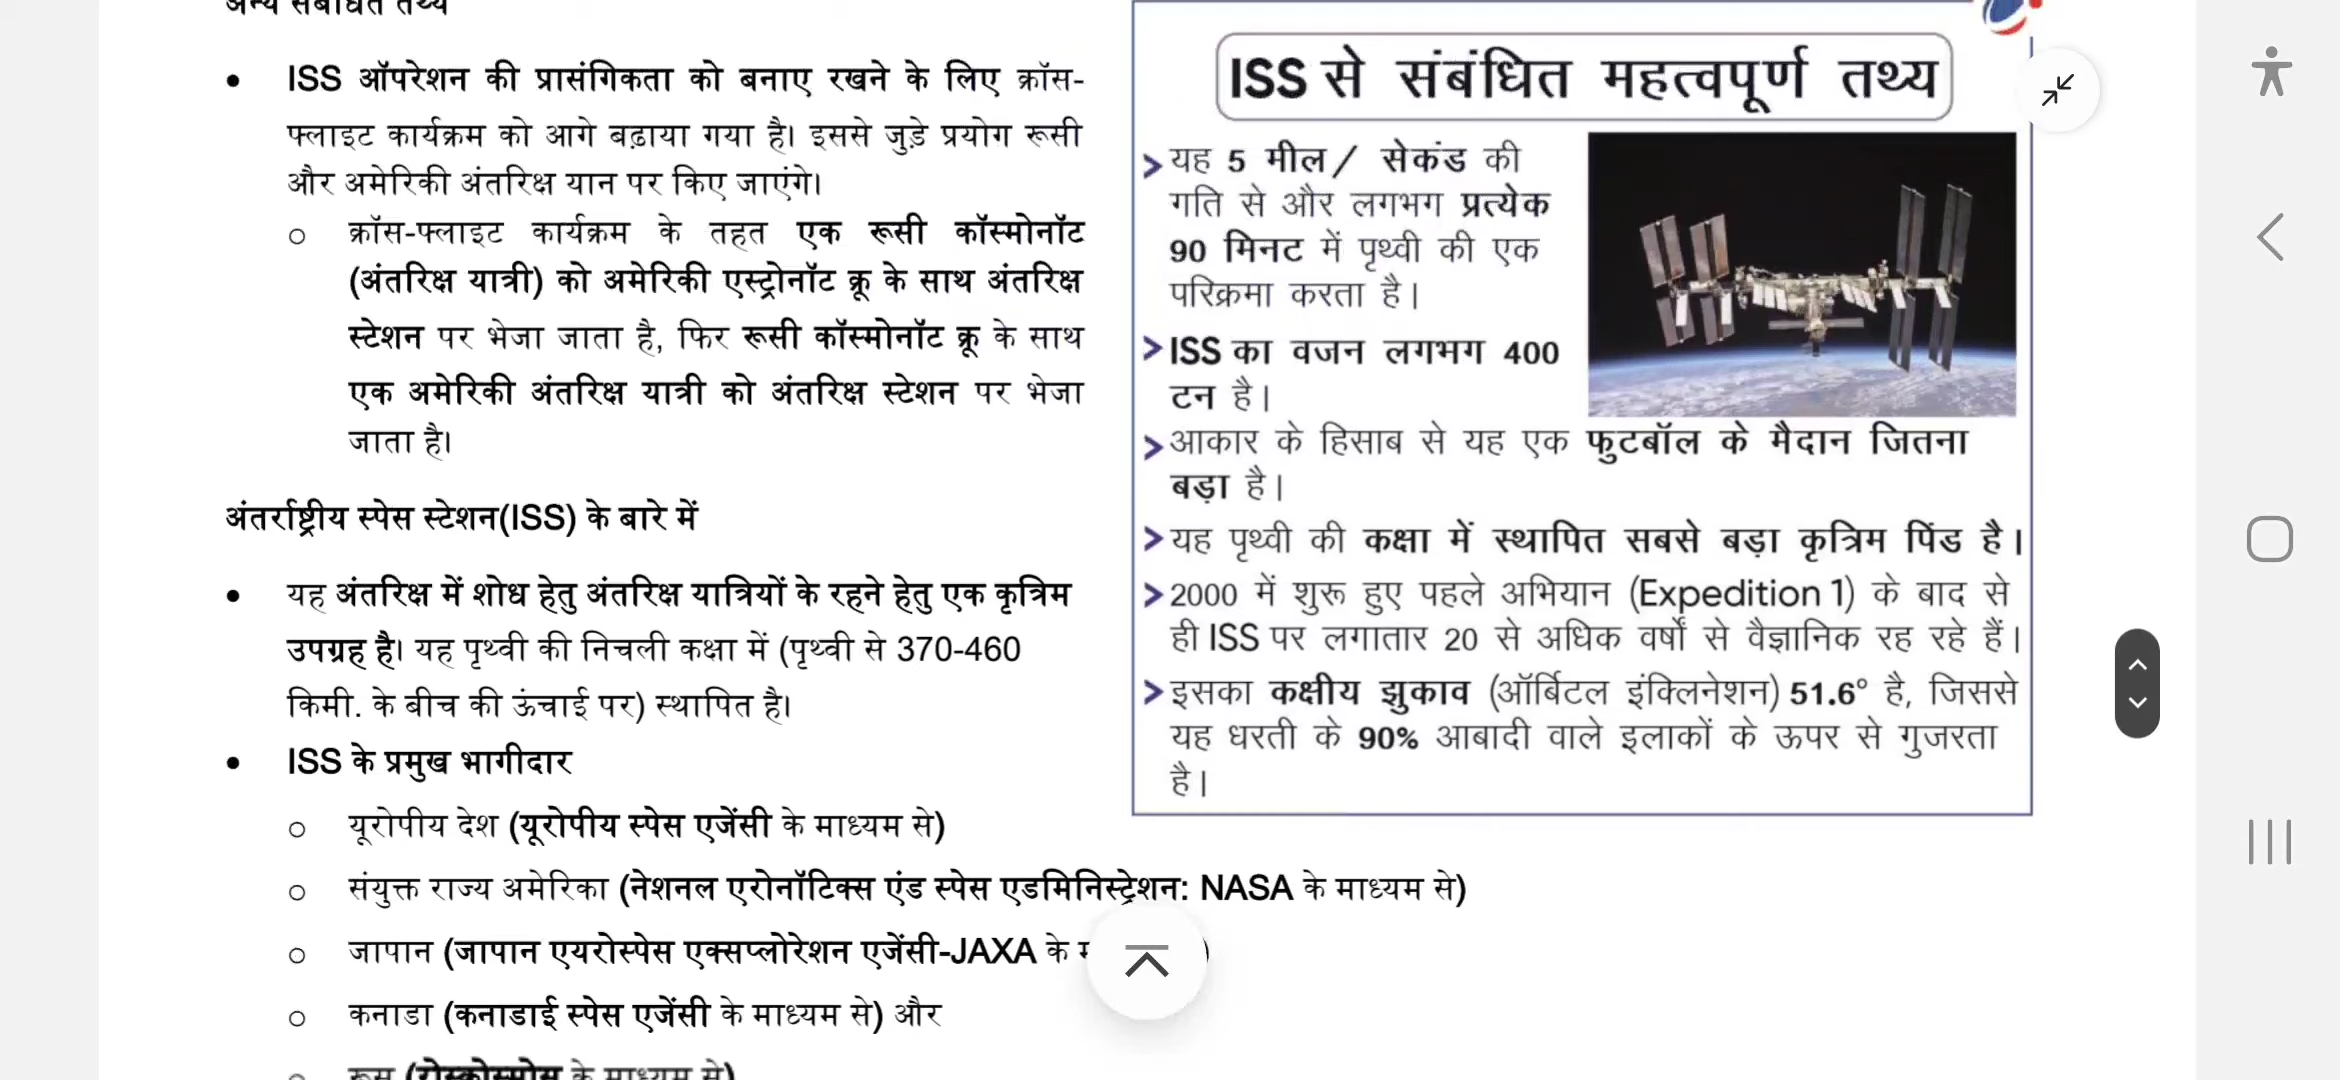 अन्य संबंधित तथ्य
• ISS ऑपरेशन की प्रासंगिकता को बनाए रखने के लिए क्रॉस-
फ्लाइट कार्यक्रम को आगे बढ़ाया गया है। इससे जुड़े प्रयोग रूसी
और अमेरिकी अंतरिक्ष यान पर किए जाएंगे।
o क्रॉस-फ्लाइट कार्यक्रम के तहत एक रूसी कॉस्मोनॉट
(अंतरिक्ष यात्री) को अमेरिकी एस्ट्रोनॉट क्रू के साथ अंतरिक्ष
स्टेशन पर भेजा जाता है, फिर रूसी कॉस्मोनॉट क्रू के साथ
एक अमेरिकी अंतरिक्ष यात्री को अंतरिक्ष स्टेशन पर भेजा
जाता है।
अंतर्राष्ट्रीय स्पेस स्टेशन(ISS) के बारे में
• यह अंतरिक्ष में शोध हेतु अंतरिक्ष यात्रियों के रहने हेतु एक कृत्रिम
उपग्रह है। यह पृथ्वी की निचली कक्षा में (पृथ्वी से 370-460
किमी. के बीच की ऊंचाई पर) स्थापित है।
• ISS के प्रमुख भागीदार
o यूरोपीय देश (यूरोपीय स्पेस एजेंसी के माध्यम से)
o संयुक्त राज्य अमेरिका (नेशनल एरोनॉटिक्स एंड स्पेस एडमिनिस्ट्रेशन: NASA के माध्यम से)
o जापान (जापान एयरोस्पेस एक्सप्लोरेशन एजेंसी-JAXA के
o कनाडा (कनाडाई स्पेस एजेंसी के माध्यम से) और
o रूस (रोस्कोस्मोस के माध्यम से)
ISS से संबंधित महत्वपूर्ण तथ्य
यह 5 मील/ सेकंड की
गति से और लगभग प्रत्येक
90 मिनट में पृथ्वी की एक
परिक्रमा करता है।
ISS का वजन लगभग 400
टन है।
आकार के हिसाब से यह एक फुटबॉल के मैदान जितना
बड़ा है।
यह पृथ्वी की कक्षा में स्थापित सबसे बड़ा कृत्रिम पिंड है।
2000 में शुरू हुए पहले अभियान (Expedition 1) के बाद से
ही ISS पर लगातार 20 से अधिक वर्षों से वैज्ञानिक रह रहे हैं।
इसका कक्षीय झुकाव (ऑर्बिटल इंक्लिनेशन) 51.6° है, जिससे
यह धरती के 90% आबादी वाले इलाकों के ऊपर से गुजरता
है।